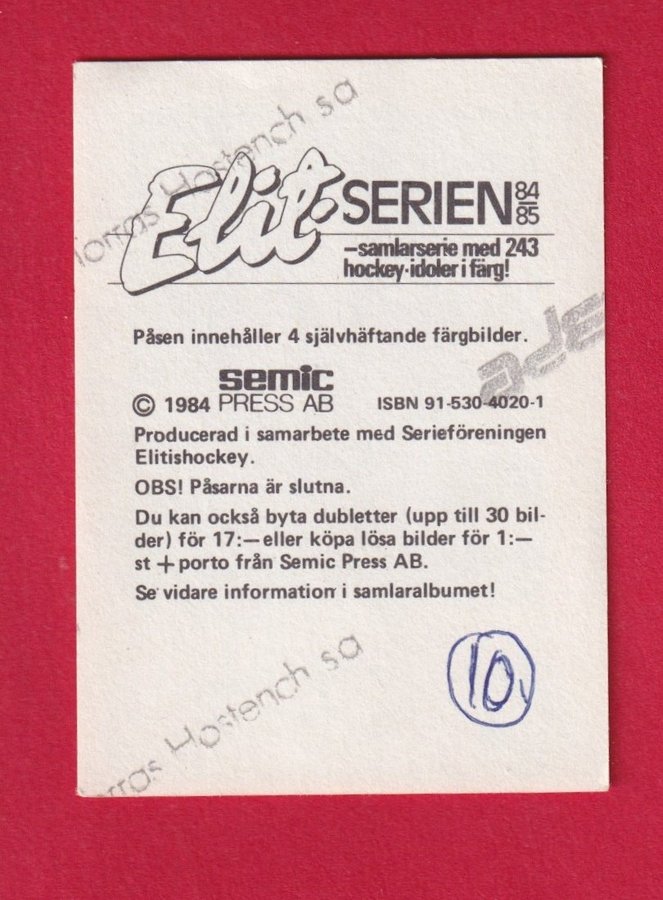 Torras Hostench sa
Elit-SERIEN 84-85
–samlarserie med 243
hockey-idoler i färg!
Påsen innehåller 4 självhäftande färgbilder.
ade
semic
© 1984 PRESS AB ISBN 91-530-4020-1
Producerad i samarbete med Serieföreningen
Elitishockey.
OBS! Påsarna är slutna.
Du kan också byta dubletter (upp till 30 bil-
der) för 17:— eller köpa lösa bilder för 1:—
st + porto från Semic Press AB.
Se vidare information i samlaralbumet!
10
Torras Hostench sa